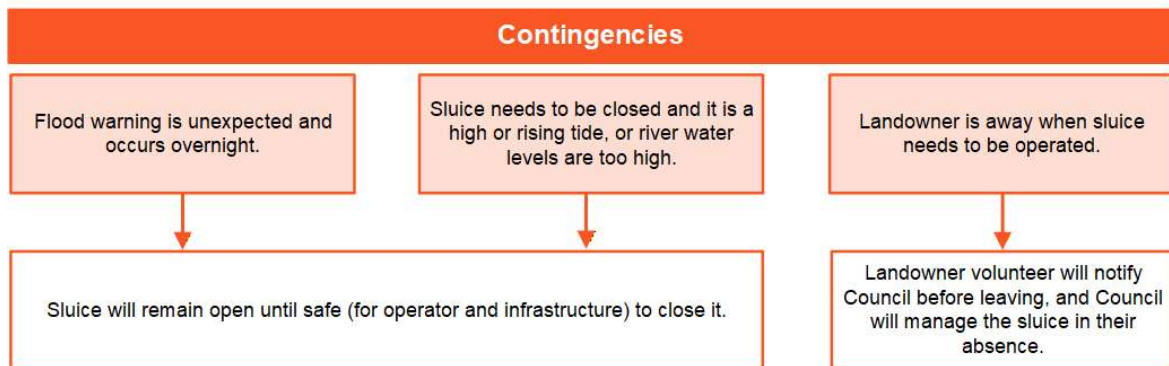 Contingencies
Flood warning is unexpected and
occurs overnight.
Sluice needs to be closed and it is a
high or rising tide, or river water
levels are too high.
Landowner is away when sluice
needs to be operated.
Sluice will remain open until safe (for operator and infrastructure) to close it.
Landowner volunteer will notify
Council before leaving, and Council
will manage the sluice in their
absence.